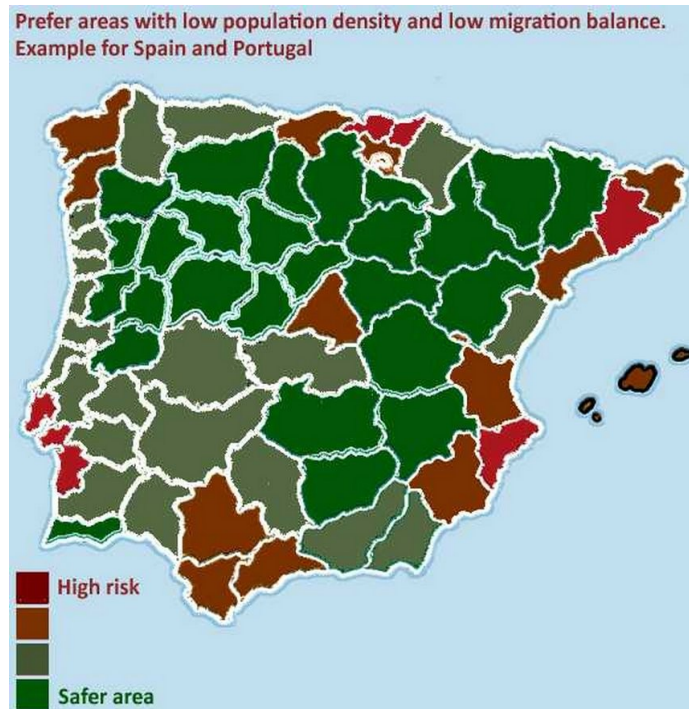 Prefer areas with low population density and low migration balance.
Example for Spain and Portugal
High risk
Safer area